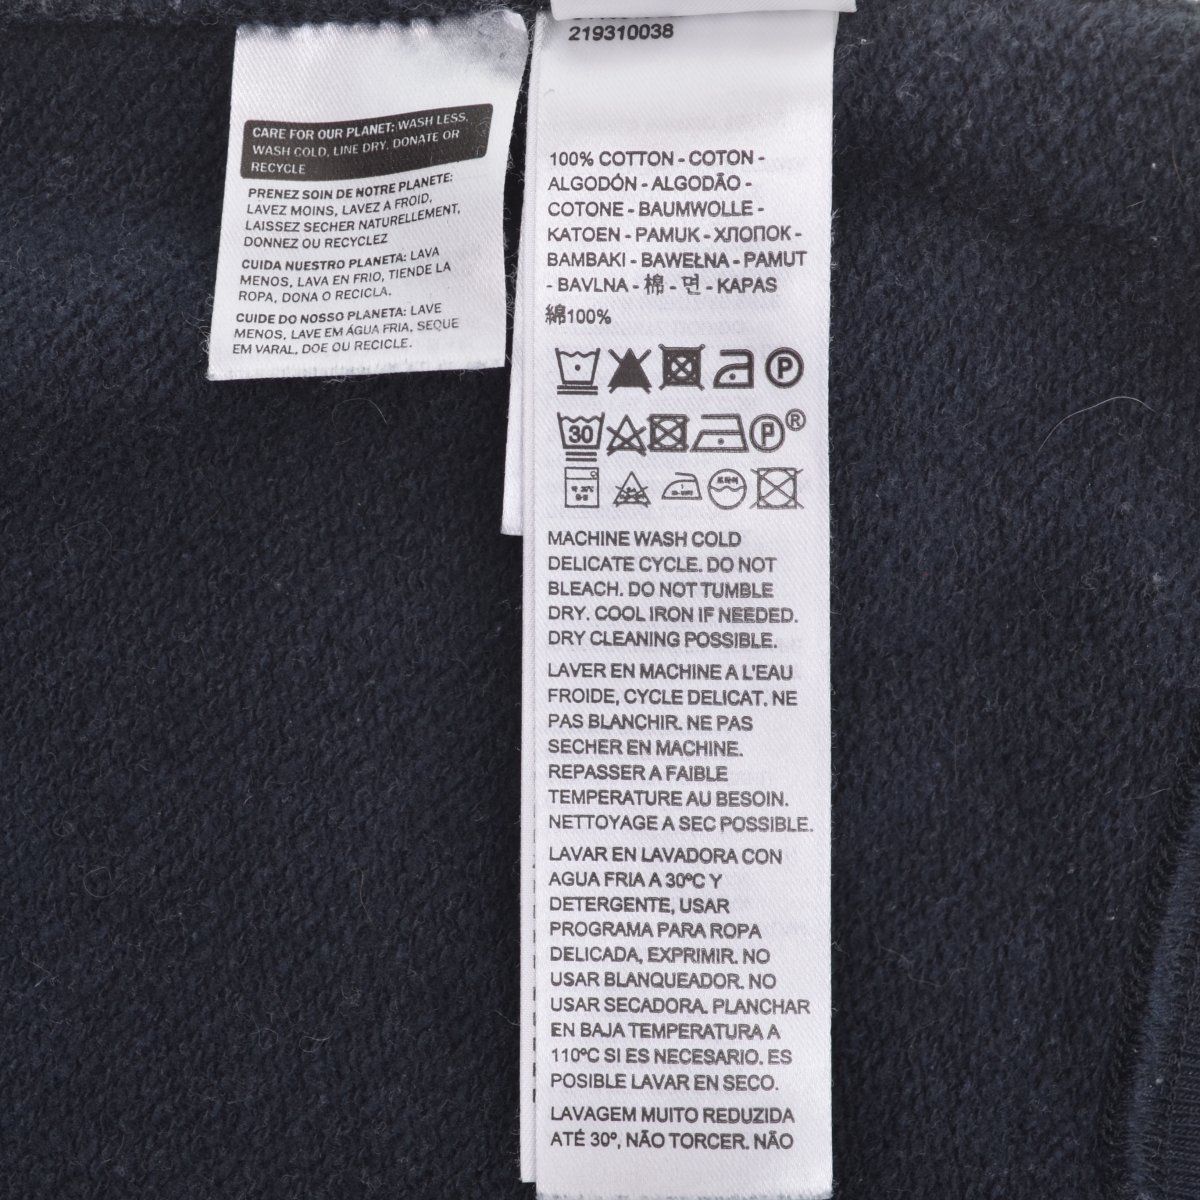 CARE FOR OUR PLANET: WASH LESS,
WASH COLD, LINE DRY. DONATE OR
RECYCLE
PRENEZ SOIN DE NOTRE PLANETE:
LAVEZ MOINS, LAVEZ À FROID,
LAISSEZ SECHER NATURELLEMENT,
DONNEZ OU RECYCLEZ
CUIDA NUESTRO PLANETA: LAVA
MENOS, LAVA EN FRIO, TIENDE LA
ROPA, DONA O RECICLA.
CUIDE DO NOSSO PLANETA: LAVE
MENOS, LAVE EM ÁGUA FRIA, SEQUE
EM VARAL, DOE OU RECICLE.
219310038
100% COTTON - COTON -
ALGODÓN - ALGODÃO -
COTONE - BAUMWOLLE -
KATOEN - PAMUK - ХЛОПОК -
BAMBAKI - BAWEŁNA - PAMUT
- BAVLNA - 棉 - 면 - KAPAS
綿100%
P
30 P ®
MACHINE WASH COLD
DELICATE CYCLE. DO NOT
BLEACH. DO NOT TUMBLE
DRY. COOL IRON IF NEEDED.
DRY CLEANING POSSIBLE.
LAVER EN MACHINE A L'EAU
FROIDE, CYCLE DELICAT. NE
PAS BLANCHIR. NE PAS
SECHER EN MACHINE.
REPASSER A FAIBLE
TEMPERATURE AU BESOIN.
NETTOYAGE A SEC POSSIBLE.
LAVAR EN LAVADORA CON
AGUA FRIA A 30ºC Y
DETERGENTE, USAR
PROGRAMA PARA ROPA
DELICADA, EXPRIMIR. NO
USAR BLANQUEADOR. NO
USAR SECADORA. PLANCHAR
EN BAJA TEMPERATURA A
110ºC SI ES NECESARIO. ES
POSIBLE LAVAR EN SECO.
LAVAGEM MUITO REDUZIDA
ATÉ 30º, NÃO TORCER. NÃO